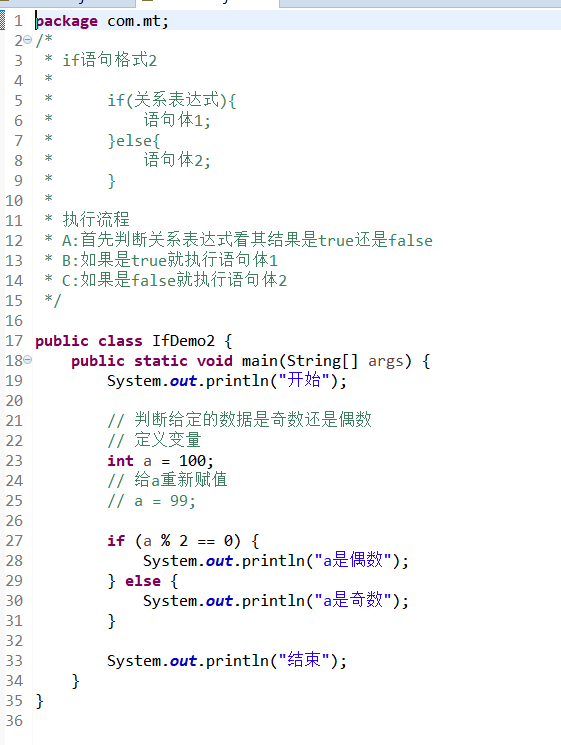 1 package com.mt;
2 /*
3  * if语句格式2
4  *
5  *      if(关系表达式){
6  *          语句体1;
7  *      }else{
8  *          语句体2;
9  *      }
10  *
11  * 执行流程
12  * A:首先判断关系表达式看其结果是true还是false
13  * B:如果是true就执行语句体1
14  * C:如果是false就执行语句体2
15  */
16
17 public class IfDemo2 {
18     public static void main(String[] args) {
19         System.out.println("开始");
20
21         // 判断给定的数据是奇数还是偶数
22         // 定义变量
23         int a = 100;
24         // 给a重新赋值
25         // a = 99;
26
27         if (a % 2 == 0) {
28             System.out.println("a是偶数");
29         } else {
30             System.out.println("a是奇数");
31         }
32
33         System.out.println("结束");
34     }
35 }
36